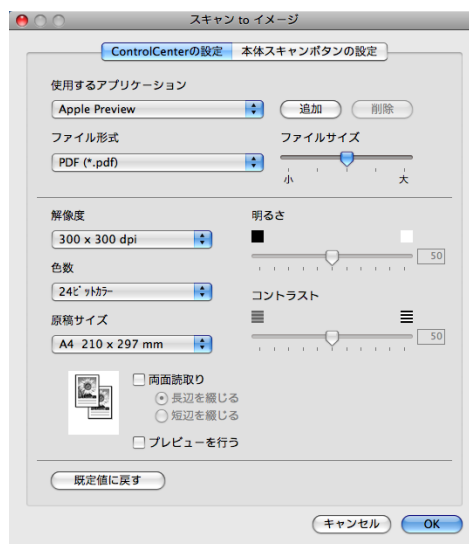 スキャン to イメージ
ControlCenterの設定 本体スキャンボタンの設定
使用するアプリケーション
Apple Preview 追加 削除
ファイル形式 ファイルサイズ
PDF (*.pdf)
小 大
解像度 明るさ
300 x 300 dpi
50
色数
24ﾋﾞｯﾄｶﾗｰ
コントラスト
原稿サイズ
A4 210 x 297 mm 50
両面読取り
長辺を綴じる
短辺を綴じる
プレビューを行う
既定値に戻す
キャンセル OK